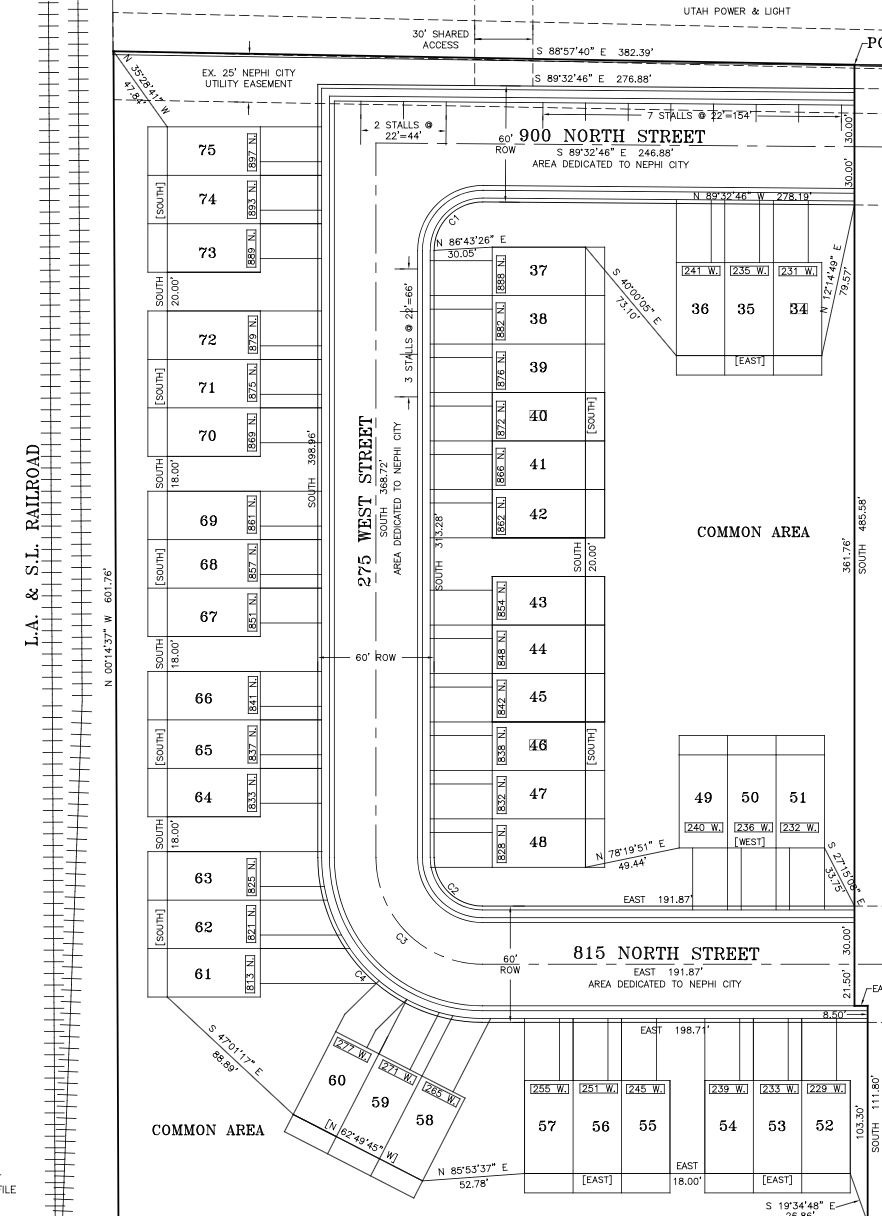 UTAH POWER & LIGHT
30' SHARED
ACCESS
S 88°57'40" E 382.39'
N 35°28'41" W
47.84'
EX. 25' NEPHI CITY
UTILITY EASEMENT
S 89°32'46" E 276.88'
2 STALLS @
22'=44'
7 STALLS @ 22'=154'
60'
ROW
900 NORTH STREET
S 89°32'46" E 246.88'
AREA DEDICATED TO NEPHI CITY
30.00'
30.00'
N 89°32'46" W 278.19'
C1
N 86°43'26" E
30.05'
75
897 N.
74
893 N.
[SOUTH]
73
889 N.
SOUTH
20.00'
72
879 N.
71
875 N.
[SOUTH]
70
869 N.
SOUTH
18.00'
69
861 N.
68
857 N.
[SOUTH]
67
851 N.
SOUTH
18.00'
66
841 N.
65
837 N.
[SOUTH]
64
833 N.
SOUTH
18.00'
63
825 N.
62
821 N.
[SOUTH]
61
813 N.
L.A. & S.L. RAILROAD
N 00°14'37" W 601.76'
SOUTH 398.96'
275 WEST STREET
SOUTH 368.72'
AREA DEDICATED TO NEPHI CITY
3 STALLS @ 22'=66'
SOUTH 313.28'
60' ROW
37
888 N.
38
882 N.
39
876 N.
40
872 N.
[SOUTH]
41
866 N.
42
862 N.
SOUTH
20.00'
43
854 N.
44
848 N.
45
842 N.
46
838 N.
[SOUTH]
47
832 N.
48
828 N.
S 40°00'05" E
73.10'
241 W.
235 W.
231 W.
36
35
34
[EAST]
N 12°14'49" E
79.57'
COMMON AREA
361.76'
SOUTH 485.58'
49
50
51
240 W.
236 W.
232 W.
[WEST]
N 78°19'51" E
49.44'
S 27°15'08" E
33.75'
C2
C3
C4
EAST 191.87'
60'
ROW
815 NORTH STREET
EAST 191.87'
AREA DEDICATED TO NEPHI CITY
30.00'
21.50'
8.50'
EAST 198.71'
S 47°01'17" E
88.89'
277 W.
271 W.
265 W.
60
59
58
[N 62°49'45" W]
COMMON AREA
N 85°53'37" E
52.78'
255 W.
251 W.
245 W.
57
56
55
[EAST]
EAST
18.00'
239 W.
233 W.
229 W.
54
53
52
[EAST]
103.30'
SOUTH 111.80'
S 19°34'48" E
26.86'